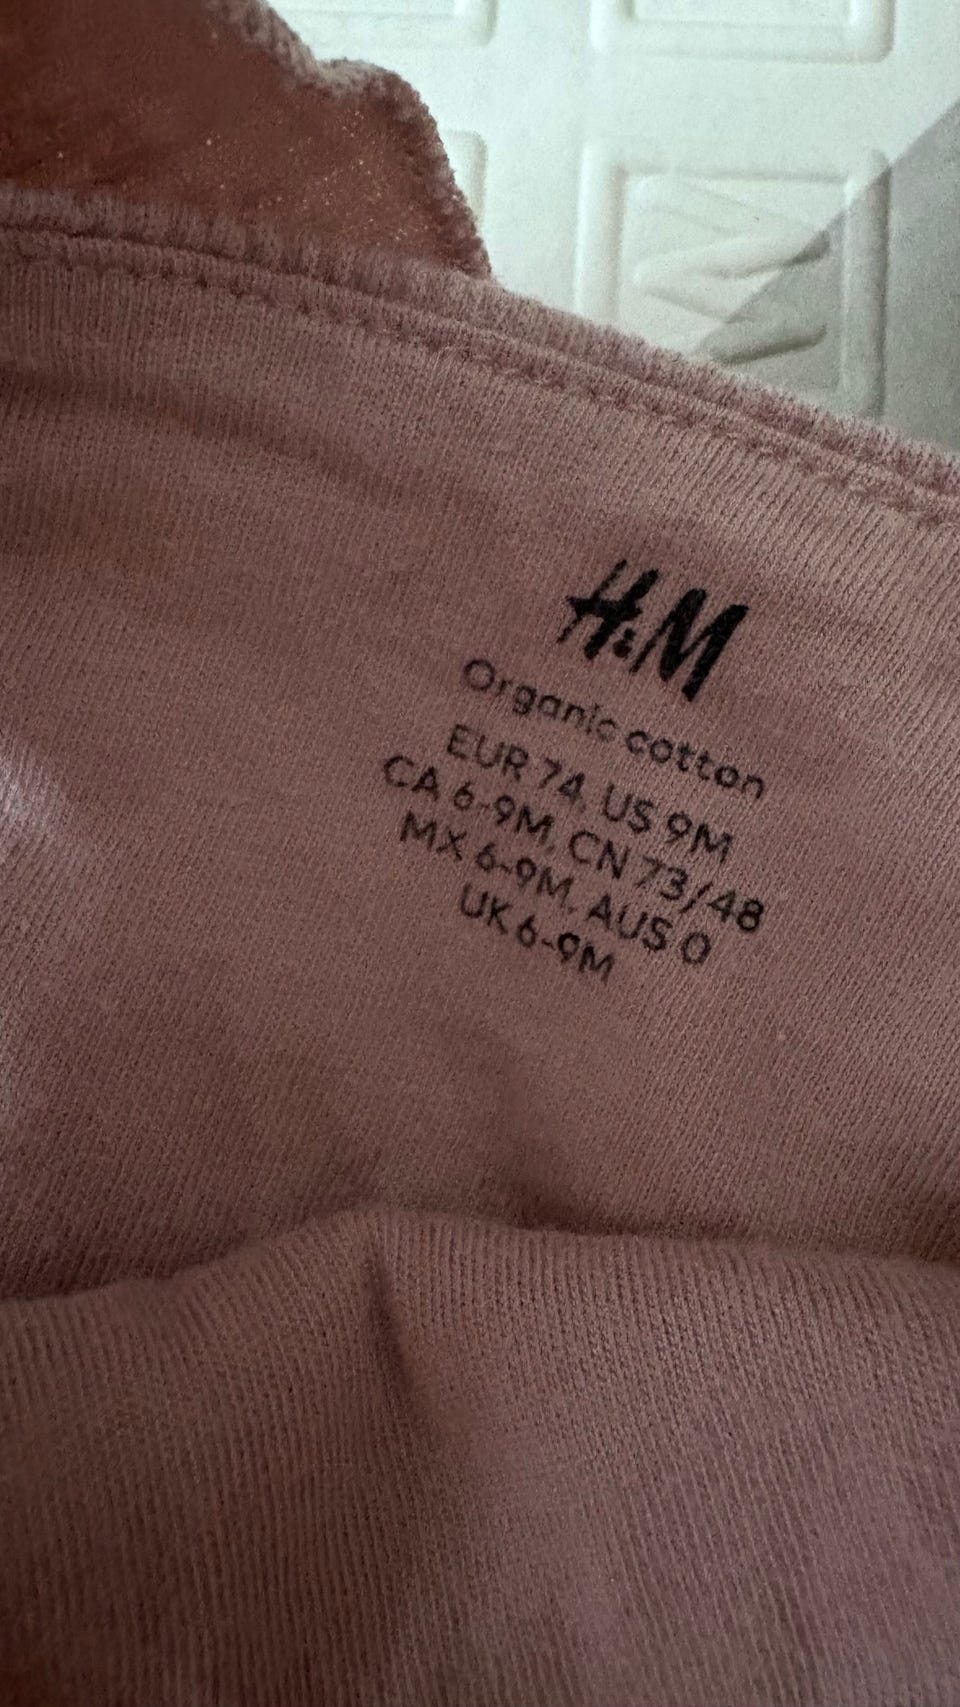 H&M
Organic cotton
EUR 74, US 9M
CA 6-9M, CN 73/48
MX 6-9M, AUS 0
UK 6-9M